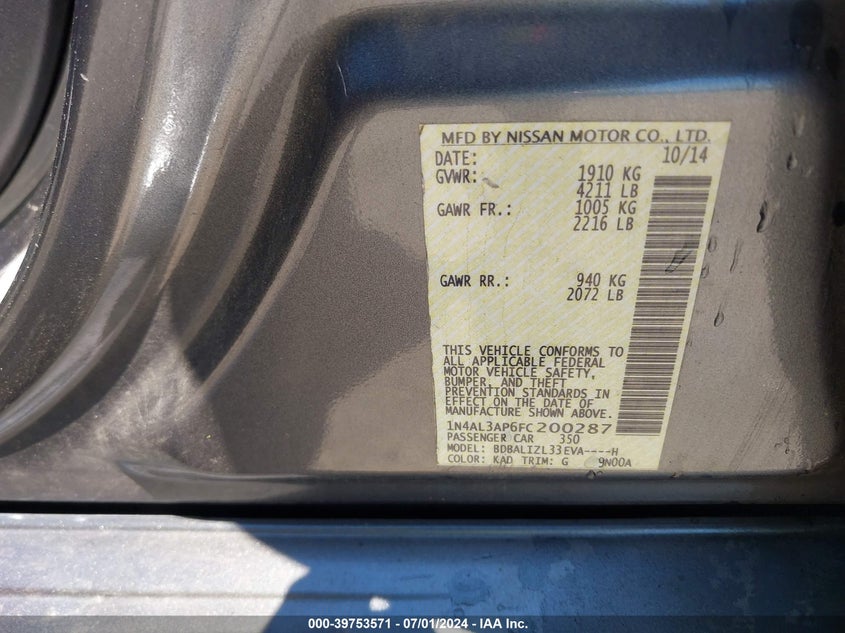 MFD BY NISSAN MOTOR CO., LTD.
DATE: 10/14
GVWR: 1910 KG
4211 LB
GAWR FR.: 1005 KG
2216 LB
GAWR RR.: 940 KG
2072 LB
THIS VEHICLE CONFORMS TO
ALL APPLICABLE FEDERAL
MOTOR VEHICLE SAFETY,
BUMPER, AND THEFT
PREVENTION STANDARDS IN
EFFECT ON THE DATE OF
MANUFACTURE SHOWN ABOVE.
1N4AL3AP6FC200287
PASSENGER CAR 350
MODEL: BDBALIZL33EVA----H
COLOR: KAD TRIM: G 9N00A
000-39753571 - 07/01/2024 - IAA Inc.